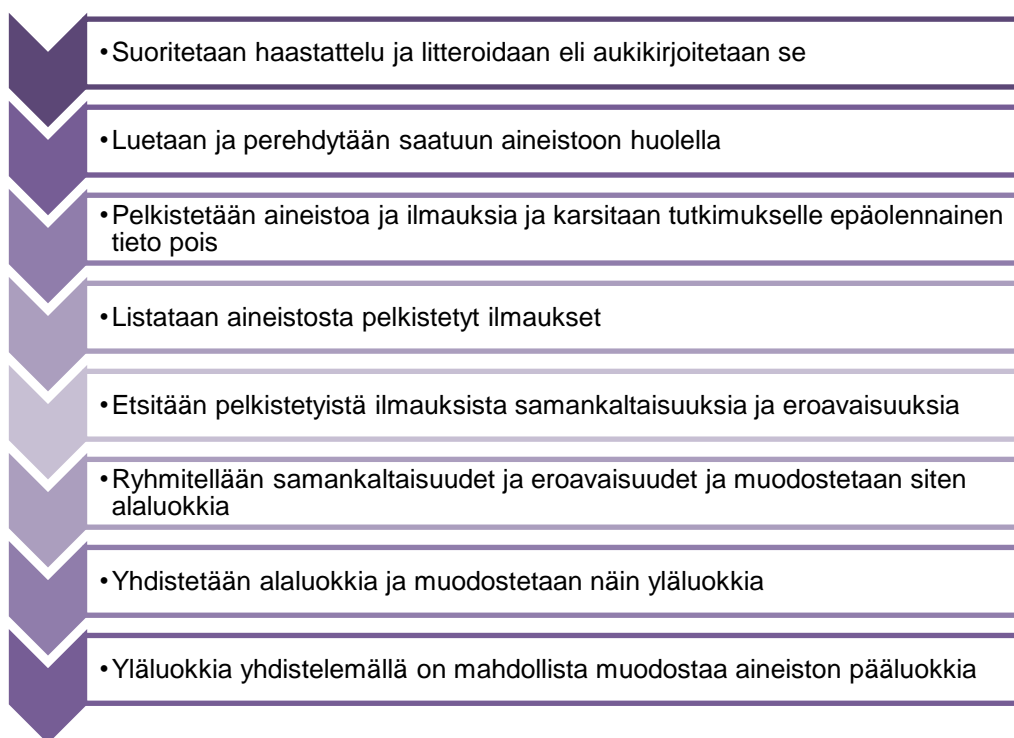 •Suoritetaan haastattelu ja litteroidaan eli aukikirjoitetaan se
•Luetaan ja perehdytään saatuun aineistoon huolella
•Pelkistetään aineistoa ja ilmauksia ja karsitaan tutkimukselle epäolennainen
tieto pois
•Listataan aineistosta pelkistetyt ilmaukset
•Etsitään pelkistetyistä ilmauksista samankaltaisuuksia ja eroavaisuuksia
•Ryhmitellään samankaltaisuudet ja eroavaisuudet ja muodostetaan siten
alaluokkia
•Yhdistetään alaluokkia ja muodostetaan näin yläluokkia
•Yläluokkia yhdistelemällä on mahdollista muodostaa aineiston pääluokkia